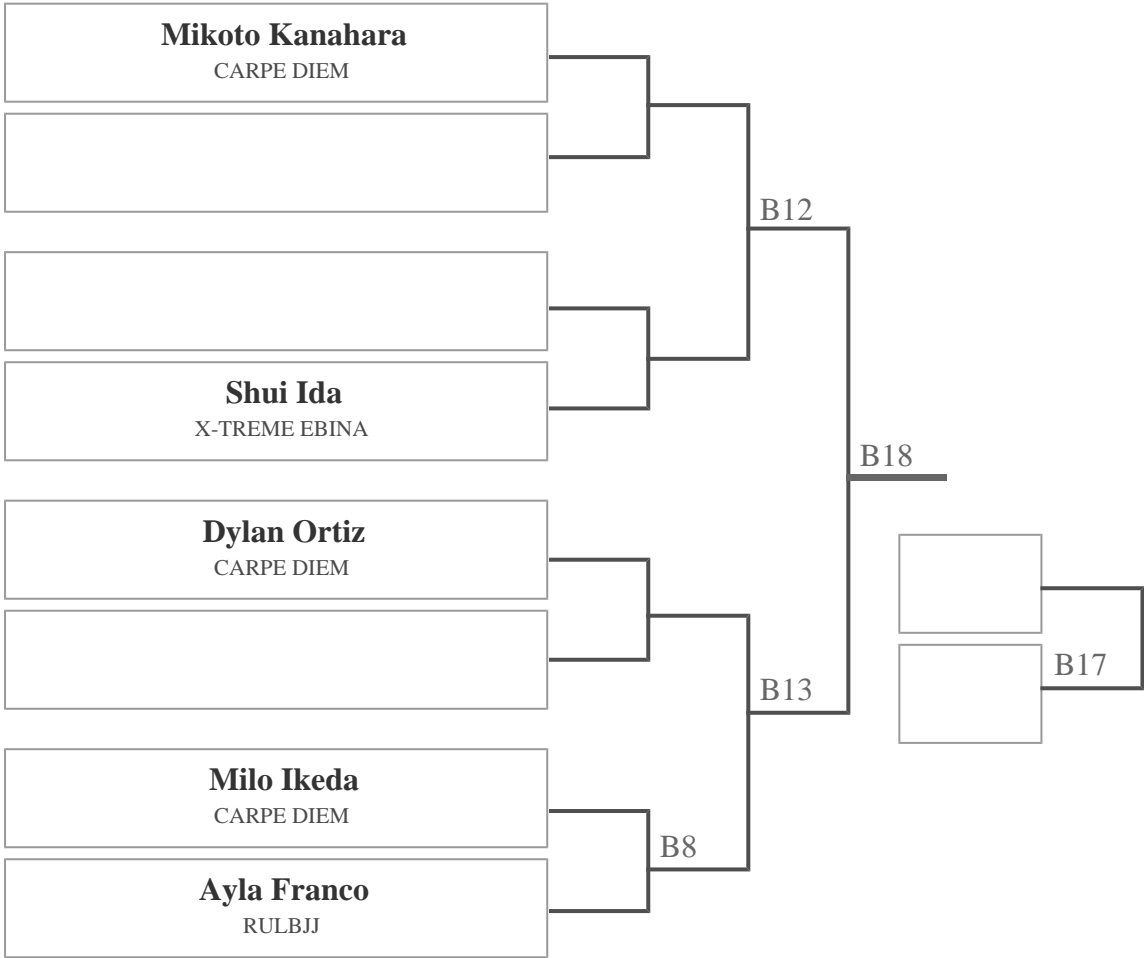 Mikoto Kanahara
CARPE DIEM
B12
Shui Ida
X-TREME EBINA
B18
Dylan Ortiz
CARPE DIEM
B17
B13
Milo Ikeda
CARPE DIEM
B8
Ayla Franco
RULBJJ